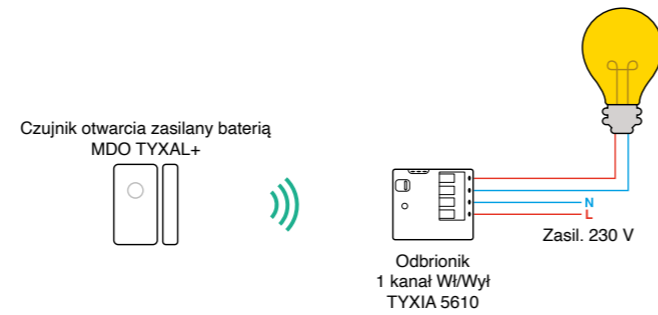 Czujnik otwarcia zasilany baterią
MDO TYXAL+
N
L
Zasil. 230 V
Odbrionik
1 kanał Wł/Wył
TYXIA 5610